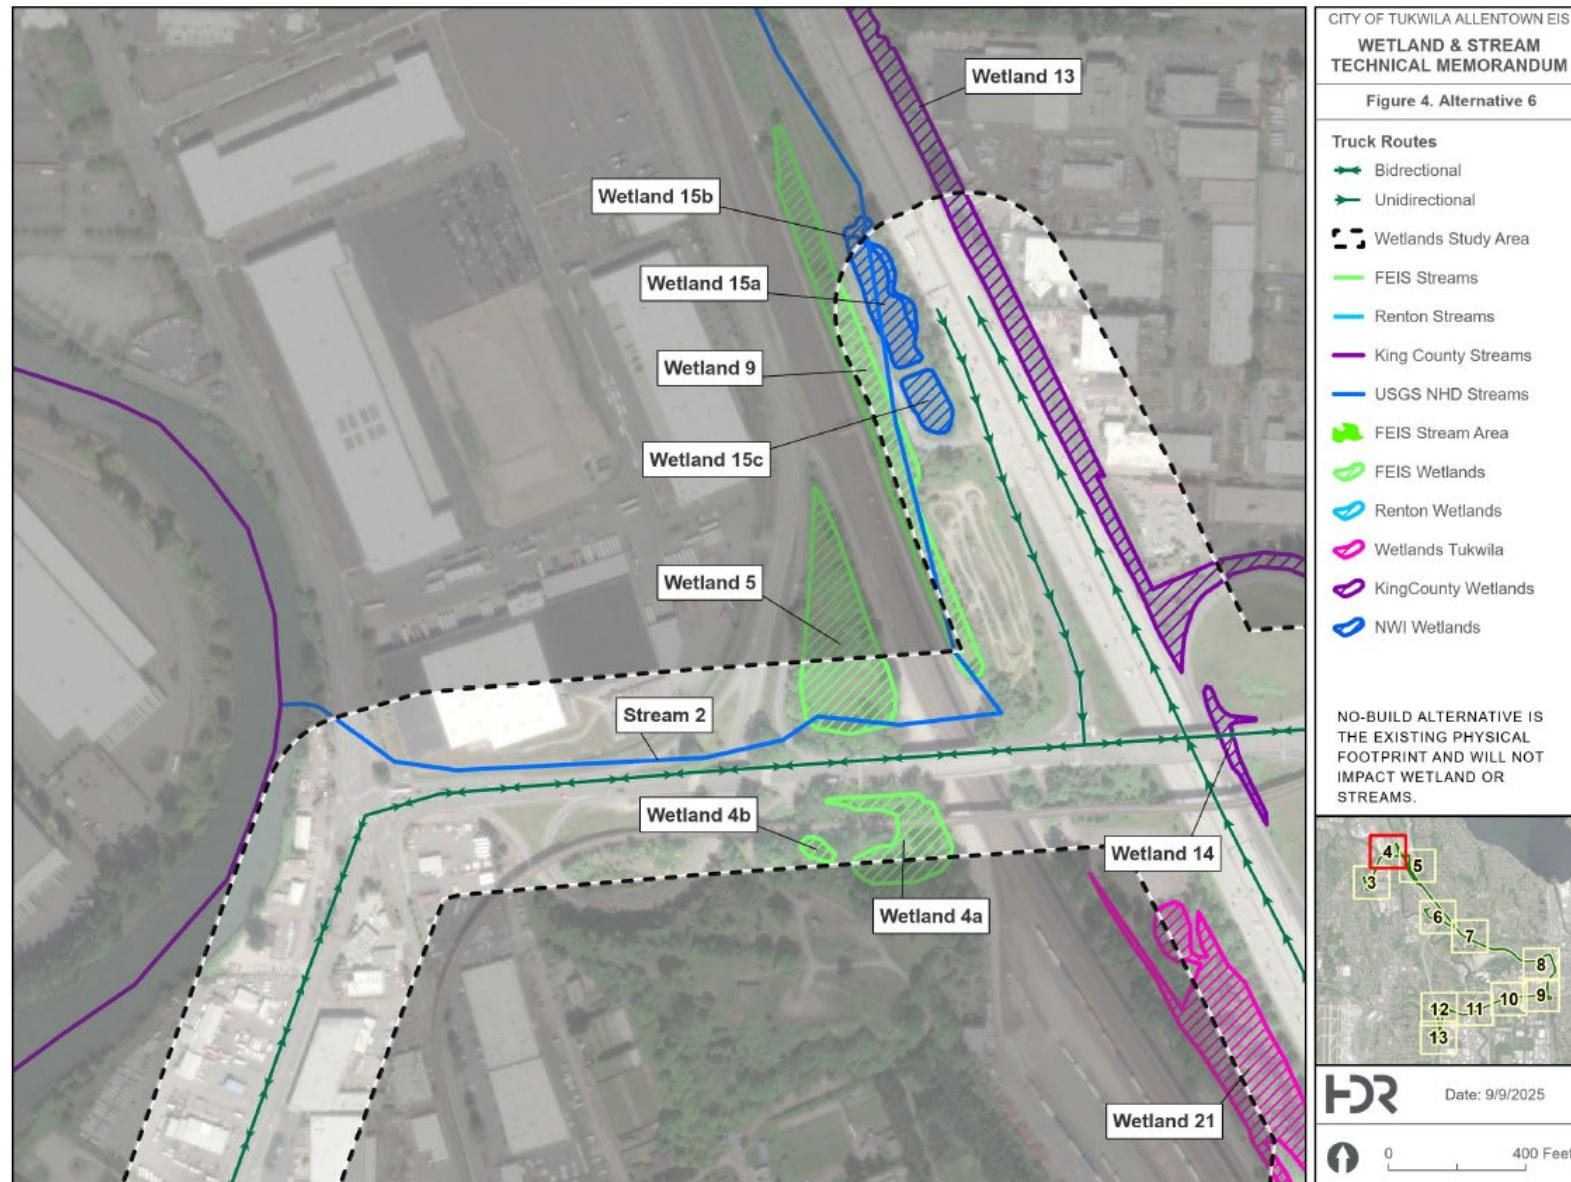 Wetland 13
Wetland 15b
Wetland 15a
Wetland 9
Wetland 15c
Wetland 5
Stream 2
Wetland 4b
Wetland 14
Wetland 4a
Wetland 21
CITY OF TUKWILA ALLENTOWN EIS
WETLAND & STREAM
TECHNICAL MEMORANDUM
Figure 4. Alternative 6
Truck Routes
Bidrectional
Unidirectional
Wetlands Study Area
FEIS Streams
Renton Streams
King County Streams
USGS NHD Streams
FEIS Stream Area
FEIS Wetlands
Renton Wetlands
Wetlands Tukwila
KingCounty Wetlands
NWI Wetlands
NO-BUILD ALTERNATIVE IS
THE EXISTING PHYSICAL
FOOTPRINT AND WILL NOT
IMPACT WETLAND OR
STREAMS.
4
5
3
6
7
8
9
10
11
12
13
HDR
Date: 9/9/2025
0 400 Feet